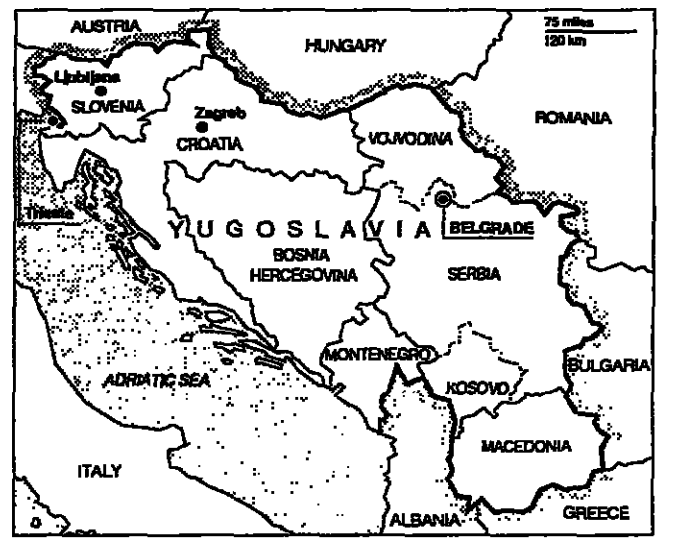 AUSTRIA
75 miles
120 km
HUNGARY
Ljubljana
SLOVENIA
Zagreb
CROATIA
VOJVODINA
ROMANIA
Trieste
YUGOSLAVIA
BELGRADE
BOSNIA
HERCEGOVINA
SERBIA
MONTENEGRO
KOSOVO
BULGARIA
ADRIATIC SEA
MACEDONIA
ITALY
ALBANIA
GREECE